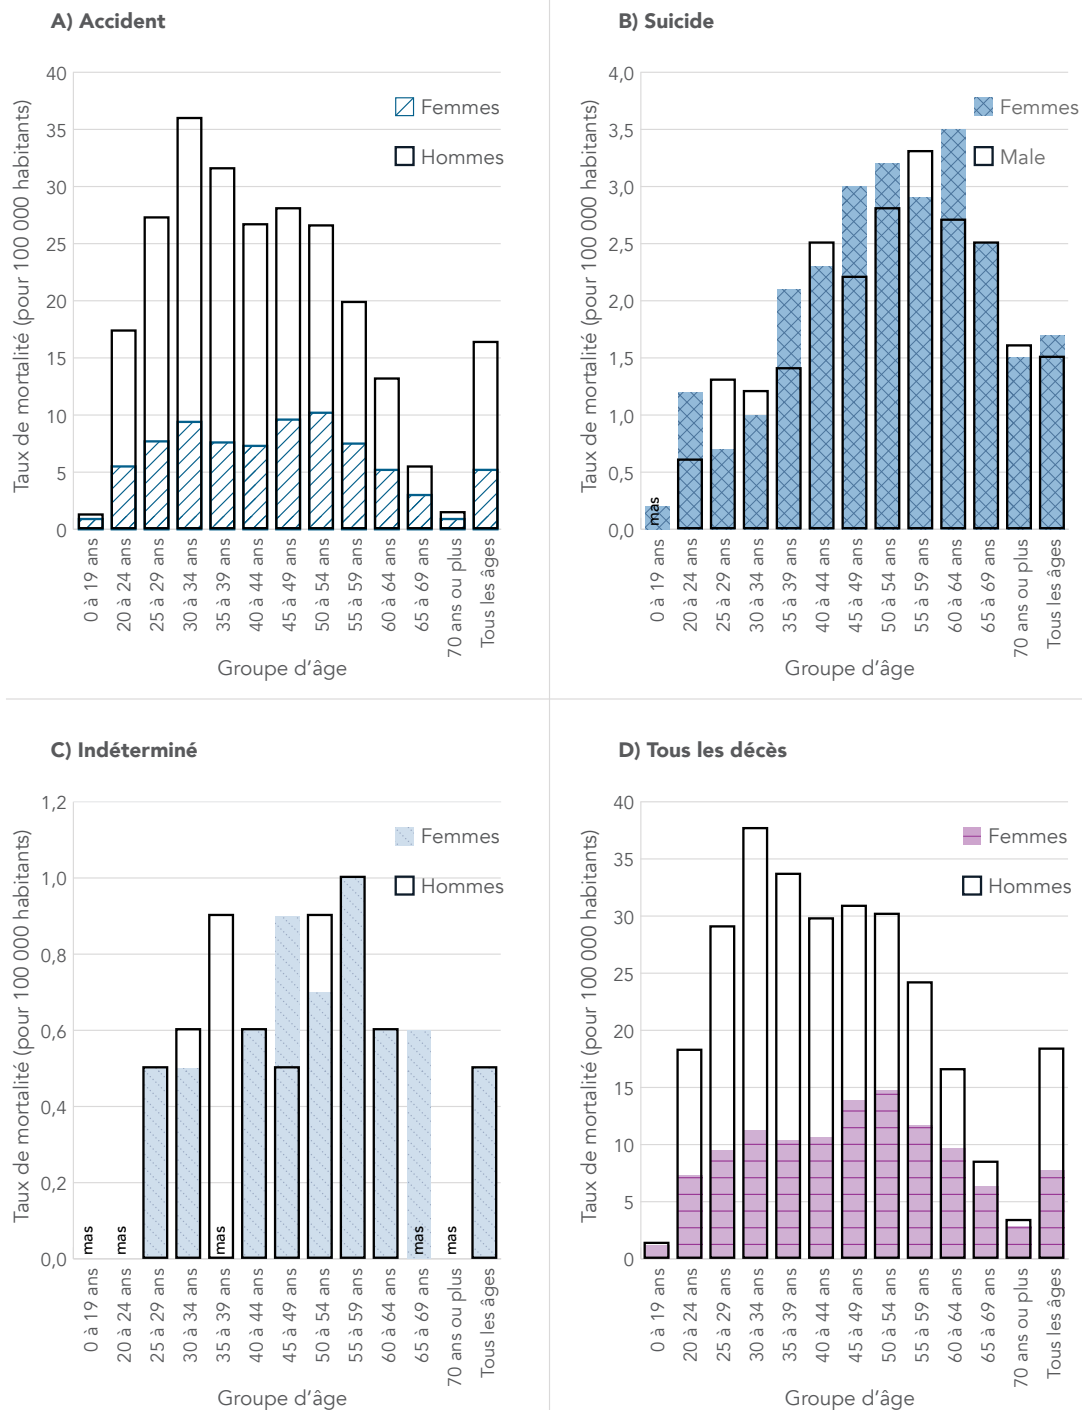 A) Accident
Taux de mortalité (pour 100 000 habitants)
40
35
30
25
20
15
10
5
0
Femmes
Hommes
0 à 19 ans
20 à 24 ans
25 à 29 ans
30 à 34 ans
35 à 39 ans
40 à 44 ans
45 à 49 ans
50 à 54 ans
55 à 59 ans
60 à 64 ans
65 à 69 ans
70 ans ou plus
Tous les âges
Groupe d’âge
B) Suicide
Taux de mortalité (pour 100 000 habitants)
4,0
3,5
3,0
2,5
2,0
1,5
1,0
0,5
0,0
Femmes
Male
mas
0 à 19 ans
20 à 24 ans
25 à 29 ans
30 à 34 ans
35 à 39 ans
40 à 44 ans
45 à 49 ans
50 à 54 ans
55 à 59 ans
60 à 64 ans
65 à 69 ans
70 ans ou plus
Tous les âges
Groupe d’âge
C) Indéterminé
Taux de mortalité (pour 100 000 habitants)
1,2
1,0
0,8
0,6
0,4
0,2
0,0
Femmes
Hommes
mas
mas
mas
mas
mas
0 à 19 ans
20 à 24 ans
25 à 29 ans
30 à 34 ans
35 à 39 ans
40 à 44 ans
45 à 49 ans
50 à 54 ans
55 à 59 ans
60 à 64 ans
65 à 69 ans
70 ans ou plus
Tous les âges
Groupe d’âge
D) Tous les décès
Taux de mortalité (pour 100 000 habitants)
40
35
30
25
20
15
10
5
0
Femmes
Hommes
0 à 19 ans
20 à 24 ans
25 à 29 ans
30 à 34 ans
35 à 39 ans
40 à 44 ans
45 à 49 ans
50 à 54 ans
55 à 59 ans
60 à 64 ans
65 à 69 ans
70 ans ou plus
Tous les âges
Groupe d’âge